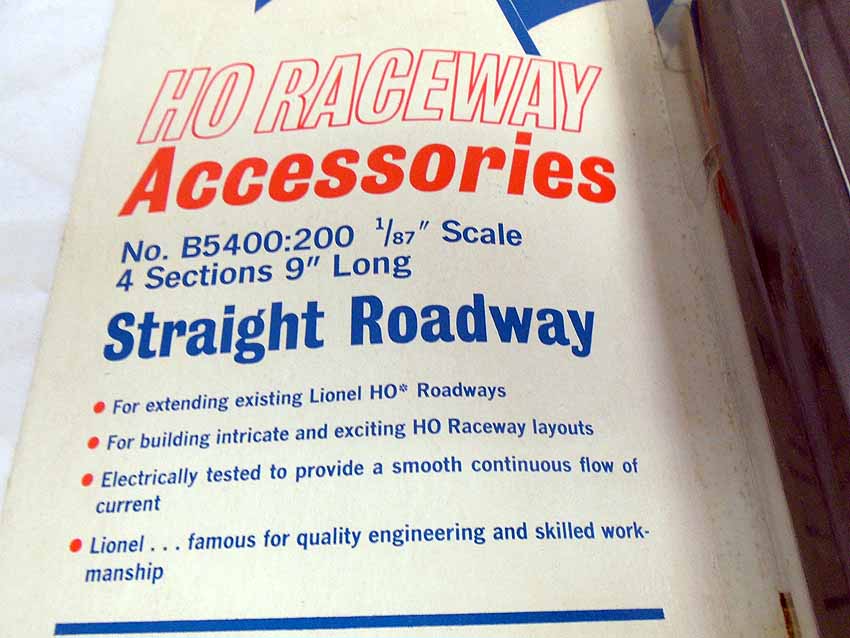 HO RACEWAY
Accessories
No. B5400:200 1/87" Scale
4 Sections 9" Long
Straight Roadway
● For extending existing Lionel HO* Roadways
● For building intricate and exciting HO Raceway layouts
● Electrically tested to provide a smooth continuous flow of
current
● Lionel . . . famous for quality engineering and skilled work-
manship